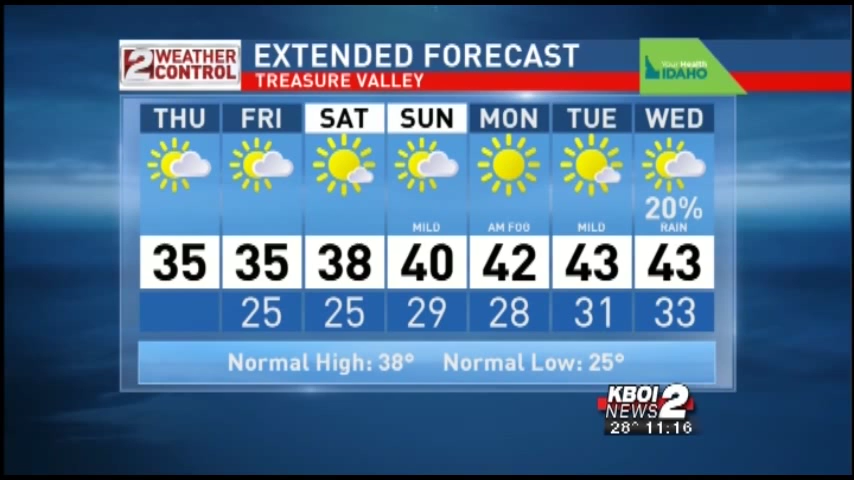 2 WEATHER CONTROL
EXTENDED FORECAST
TREASURE VALLEY
Your Health
IDAHO
THU FRI SAT SUN MON TUE WED
20%
MILD AM FOG MILD RAIN
35 35 38 40 42 43 43
25 25 29 28 31 33
Normal High: 38° Normal Low: 25°
KBOI
NEWS 2
28° 11:16